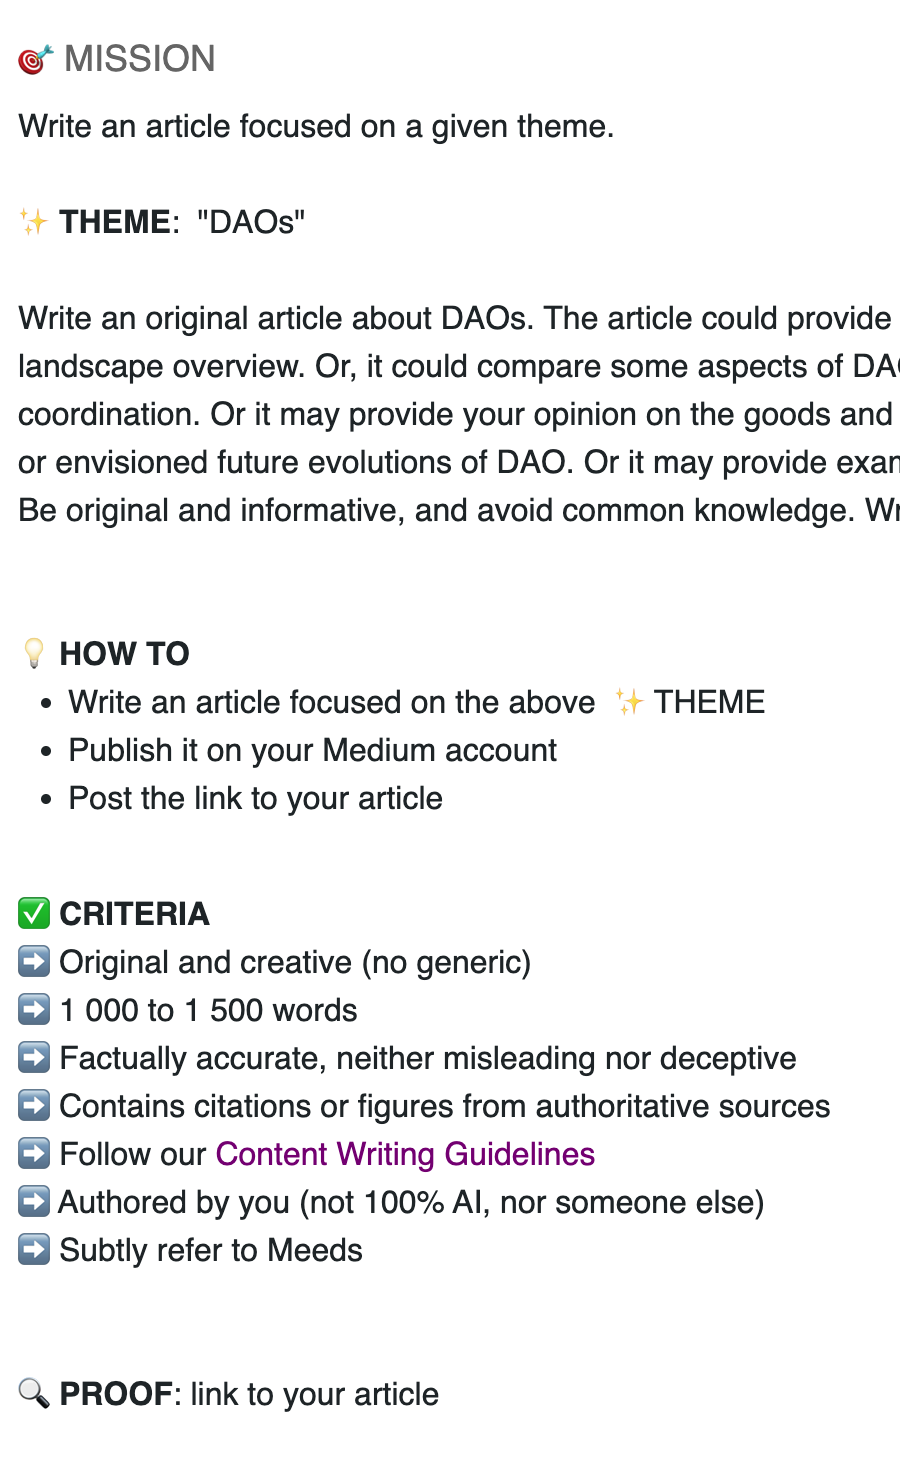 🎯 MISSION
Write an article focused on a given theme.
✨ THEME: "DAOs"
Write an original article about DAOs. The article could provide
landscape overview. Or, it could compare some aspects of
coordination. Or it may provide your opinion on the goods and
or envisioned future evolutions of DAO. Or it may provide
Be original and informative, and avoid common knowledge.
💡 HOW TO
• Write an article focused on the above ✨ THEME
• Publish it on your Medium account
• Post the link to your article
✅ CRITERIA
➡️ Original and creative (no generic)
➡️ 1 000 to 1 500 words
➡️ Factually accurate, neither misleading nor deceptive
➡️ Contains citations or figures from authoritative sources
➡️ Follow our Content Writing Guidelines
➡️ Authored by you (not 100% AI, nor someone else)
➡️ Subtly refer to Meeds
🔍 PROOF: link to your article